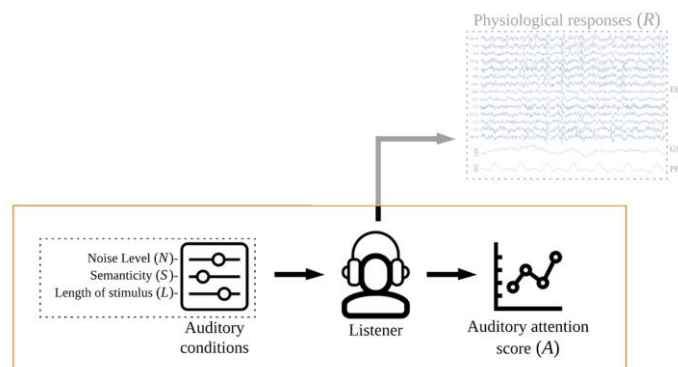 Physiological responses (R)
Noise Level (N)-
Semanticity (S)-
Length of stimulus (L)-
Auditory
conditions
Listener
Auditory attention
score (A)